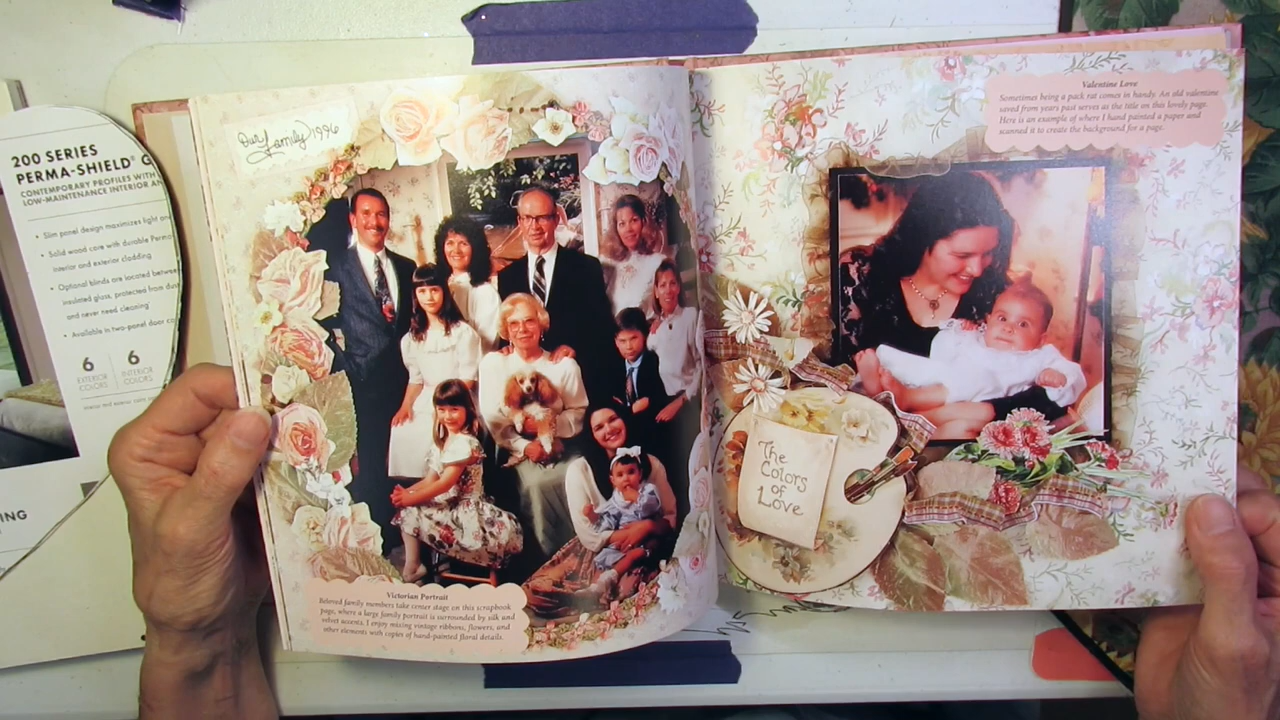 200 SERIES
PERMA-SHIELD® G
CONTEMPORARY PROFILES WITH
LOW-MAINTENANCE INTERIOR AN
• Slim panel design maximizes light an
• Solid wood core with durable Perma
interior and exterior cladding
• Optional blinds are located between
insulated glass, protected from dust
and never need cleaning
• Available in two-panel door co
6 6
EXTERIOR INTERIOR
COLORS COLORS
ING
Our Family 1996
Victorian Portrait
Beloved family members take center stage on this scrapbook
page, where a large family portrait is surrounded by silk and
velvet accents. I enjoy mixing vintage ribbons, flowers, and
other elements with copies of hand-painted floral details.
Valentine Love
Sometimes being a pack rat comes in handy. An old valentine
saved from years past serves as the title on this lovely page.
Here is an example of where I hand painted a paper and
scanned it to create the background for a page.
The
Colors
of
Love